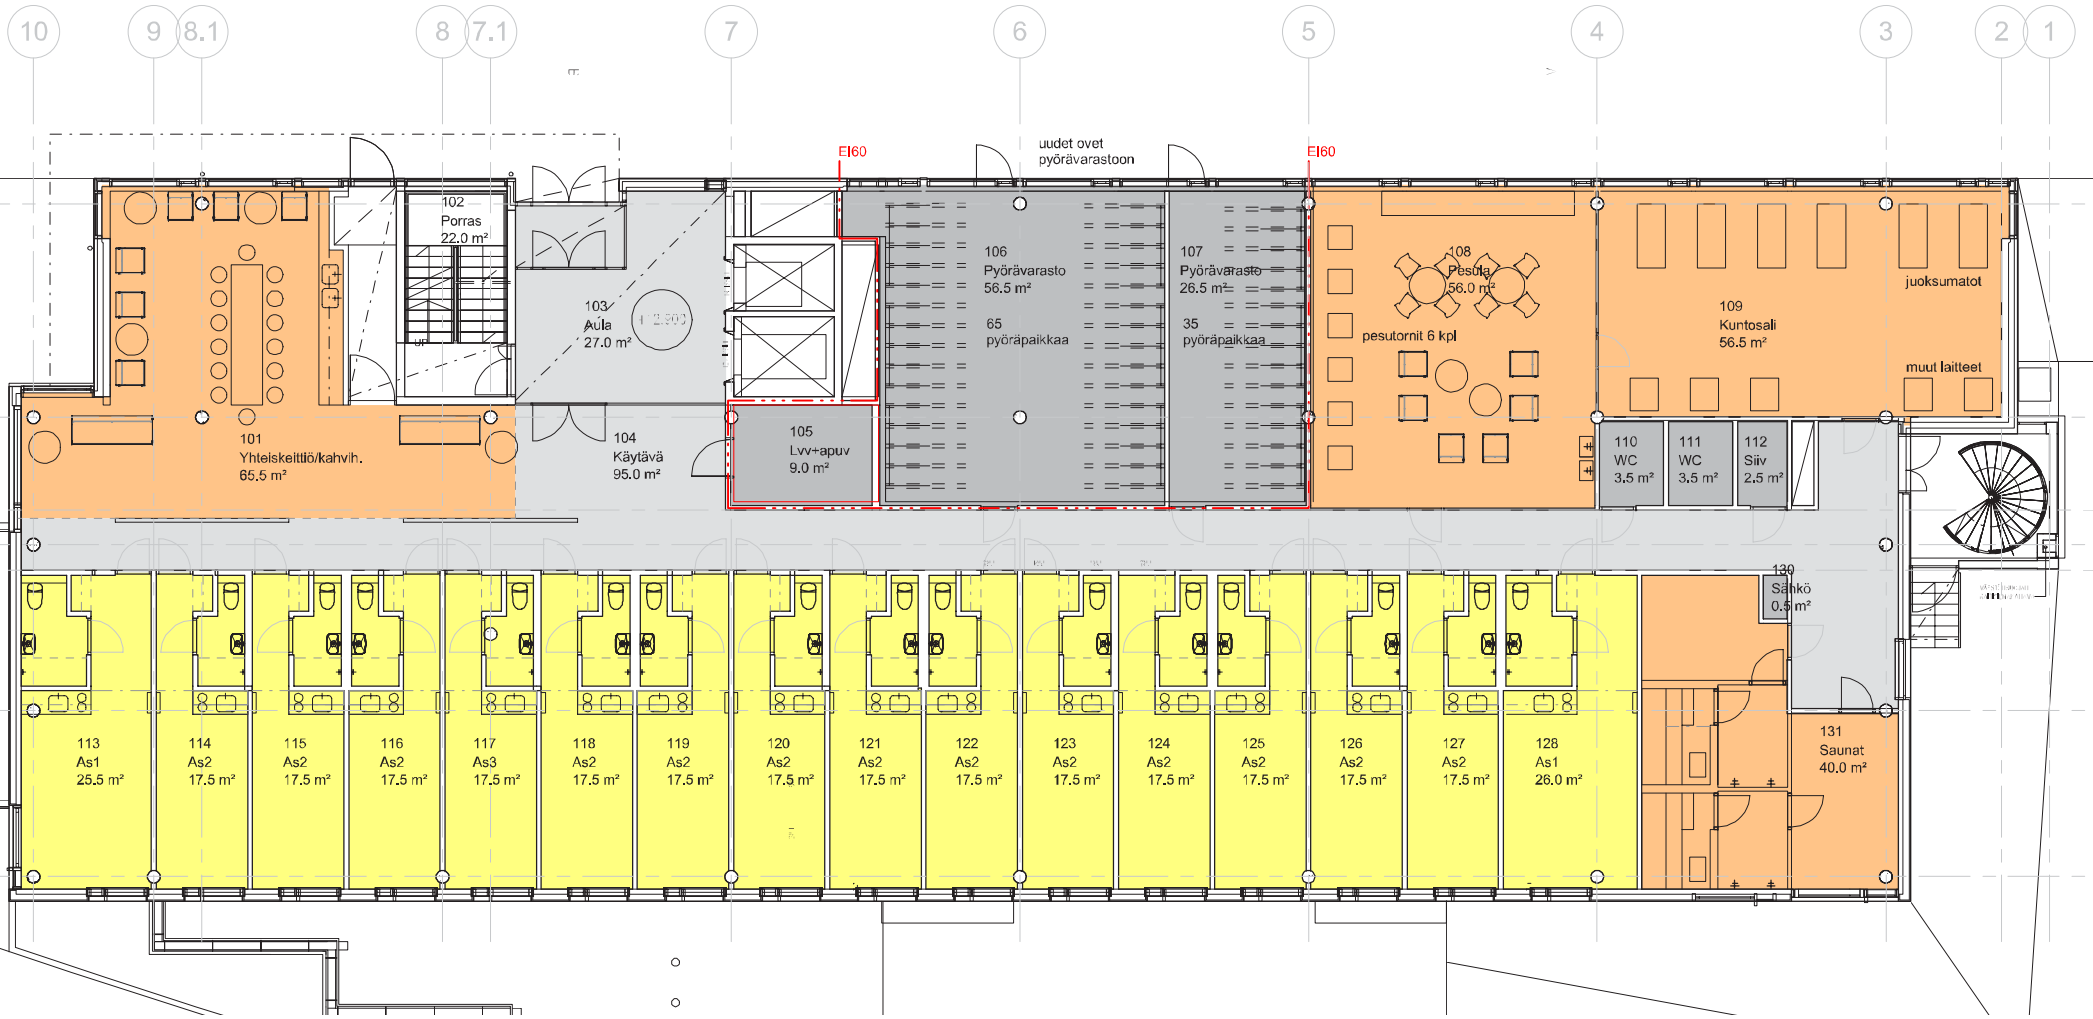 10
9
8.1
8
7.1
7
6
5
4
3
2
1
EI60
uudet ovet
pyörävarastoon
EI60
102
Porras
22.0 m²
103
Aula
27.0 m²
106
Pyörävarasto
56.5 m²
65
pyöräpaikkaa
107
Pyörävarasto
26.5 m²
35
pyöräpaikkaa
108
Pesula
56.0 m²
pesutornit 6 kpl
109
Kuntosali
56.5 m²
juoksumatot
muut laitteet
101
Yhteiskeittiö/kahvih.
65.5 m²
104
Käytävä
95.0 m²
105
Lvv+apuv
9.0 m²
110
WC
3.5 m²
111
WC
3.5 m²
112
Siiv
2.5 m²
130
Sähkö
0.5 m²
113
As1
25.5 m²
114
As2
17.5 m²
115
As2
17.5 m²
116
As2
17.5 m²
117
As3
17.5 m²
118
As2
17.5 m²
119
As2
17.5 m²
120
As2
17.5 m²
121
As2
17.5 m²
122
As2
17.5 m²
123
As2
17.5 m²
124
As2
17.5 m²
125
As2
17.5 m²
126
As2
17.5 m²
127
As2
17.5 m²
128
As1
26.0 m²
131
Saunat
40.0 m²